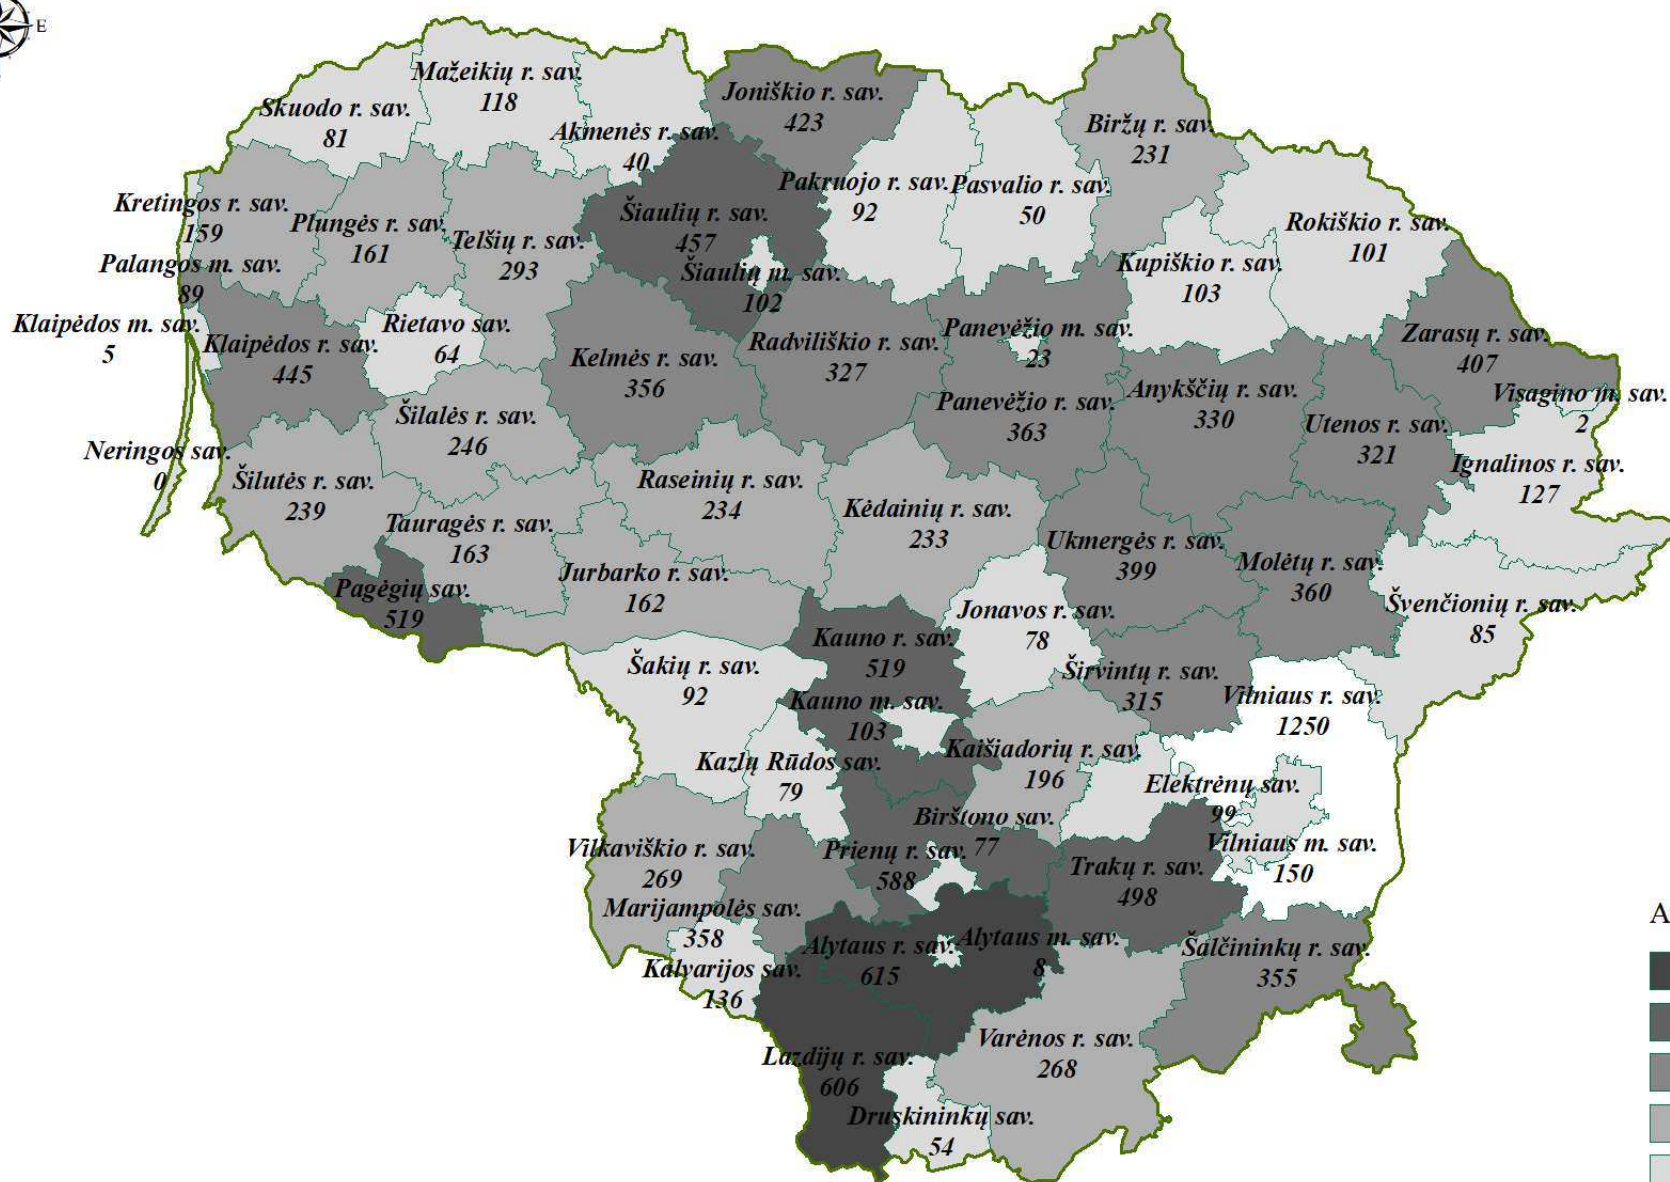 E
Mažeikių r. sav.
118
Skuodo r. sav.
81
Akmenės r. sav.
40
Joniškio r. sav.
423
Biržų r. sav.
231
Kretingos r. sav.
159
Plungės r. sav.
161
Telšių r. sav.
293
Šiaulių r. sav.
457
Pakruojo r. sav.
92
Pasvalio r. sav.
50
Rokiškio r. sav.
101
Palangos m. sav.
89
Šiaulių m. sav.
102
Kupiškio r. sav.
103
Klaipėdos m. sav.
5
Klaipėdos r. sav.
445
Rietavo sav.
64
Kelmės r. sav.
356
Radviliškio r. sav.
327
Panevėžio m. sav.
23
Zarasų r. sav.
407
Panevėžio r. sav.
363
Anykščių r. sav.
330
Visagino m. sav.
2
Utenos r. sav.
321
Šilalės r. sav.
246
Neringos sav.
0
Šilutės r. sav.
239
Raseinių r. sav.
234
Ignalinos r. sav.
127
Tauragės r. sav.
163
Kėdainių r. sav.
233
Ukmergės r. sav.
399
Molėtų r. sav.
360
Pagėgių sav.
519
Jurbarko r. sav.
162
Jonavos r. sav.
78
Švenčionių r. sav.
85
Kauno r. sav.
519
Šakių r. sav.
92
Širvintų r. sav.
315
Vilniaus r. sav.
1250
Kauno m. sav.
103
Kaišiadorių r. sav.
196
Kazlų Rūdos sav.
79
Elektrėnų sav.
99
Birštono sav.
77
Vilkaviškio r. sav.
269
Prienų r. sav.
588
Trakų r. sav.
498
Vilniaus m. sav.
150
Marijampolės sav.
358
Alytaus r. sav.
615
Alytaus m. sav.
8
Šalčininkų r. sav.
355
Kalvarijos sav.
136
Lazdijų r. sav.
606
Varėnos r. sav.
268
Druskininkų sav.
54